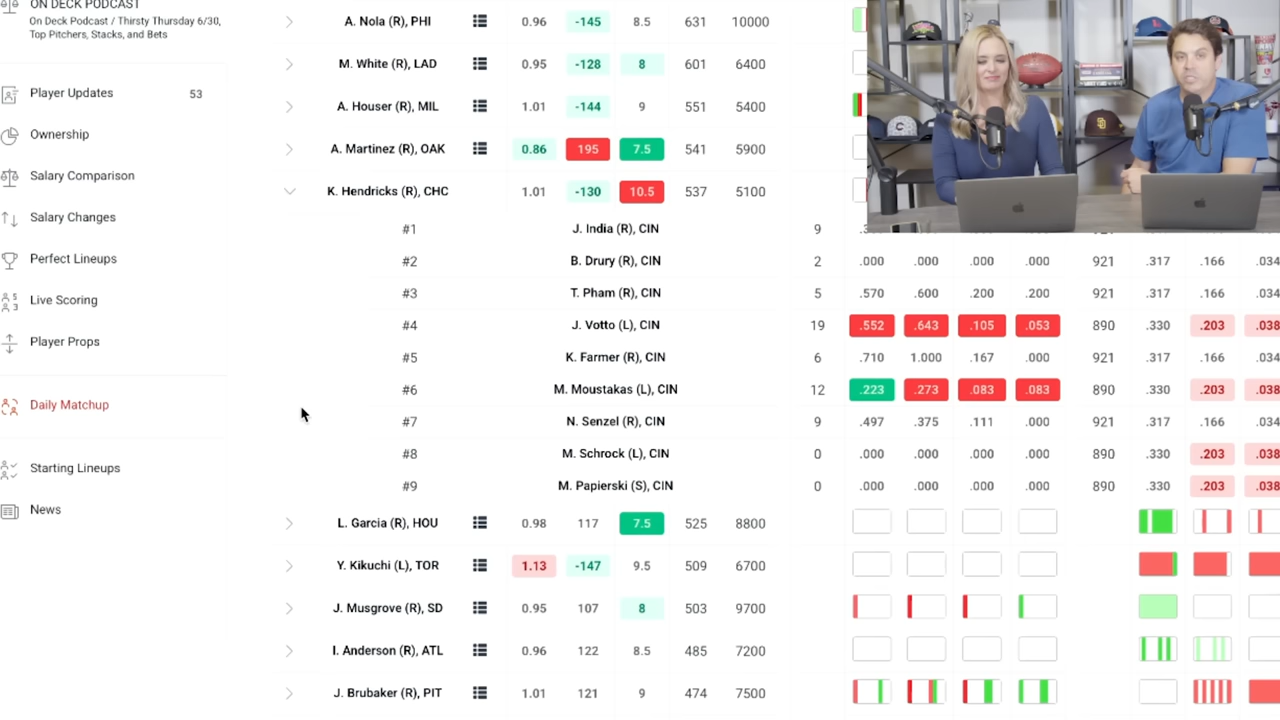 ON DECK PODCAST
On Deck Podcast / Thirsty Thursday 6/30,
Top Pitchers, Stacks, and Bets
Player Updates 53
Ownership
Salary Comparison
Salary Changes
Perfect Lineups
Live Scoring
Player Props
Daily Matchup
Starting Lineups
News
A. Nola (R), PHI 0.96 -145 8.5 631 10000
M. White (R), LAD 0.95 -128 8 601 6400
A. Houser (R), MIL 1.01 -144 9 551 5400
A. Martinez (R), OAK 0.86 195 7.5 541 5900
K. Hendricks (R), CHC 1.01 -130 10.5 537 5100
#1 J. India (R), CIN 9
#2 B. Drury (R), CIN 2 .000 .000 .000 .000 921 .317 .166 .034
#3 T. Pham (R), CIN 5 .570 .600 .200 .200 921 .317 .166 .034
#4 J. Votto (L), CIN 19 .552 .643 .105 .053 890 .330 .203 .038
#5 K. Farmer (R), CIN 6 .710 1.000 .167 .000 921 .317 .166 .034
#6 M. Moustakas (L), CIN 12 .223 .273 .083 .083 890 .330 .203 .038
#7 N. Senzel (R), CIN 9 .497 .375 .111 .000 921 .317 .166 .034
#8 M. Schrock (L), CIN 0 .000 .000 .000 .000 890 .330 .203 .038
#9 M. Papierski (S), CIN 0 .000 .000 .000 .000 890 .330 .203 .038
L. Garcia (R), HOU 0.98 117 7.5 525 8800
Y. Kikuchi (L), TOR 1.13 -147 9.5 509 6700
J. Musgrove (R), SD 0.95 107 8 503 9700
I. Anderson (R), ATL 0.96 122 8.5 485 7200
J. Brubaker (R), PIT 1.01 121 9 474 7500